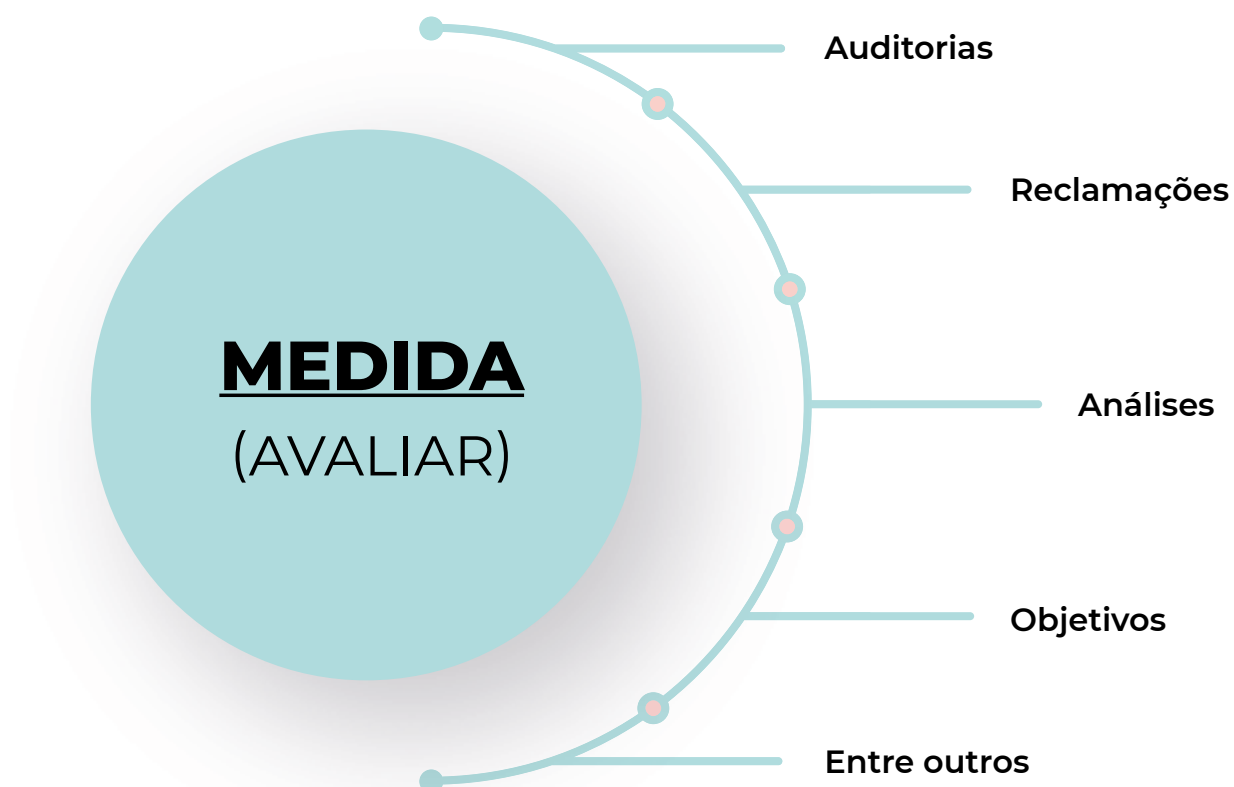 Auditorias
Reclamações
MEDIDA
(AVALIAR)
Análises
Objetivos
Entre outros